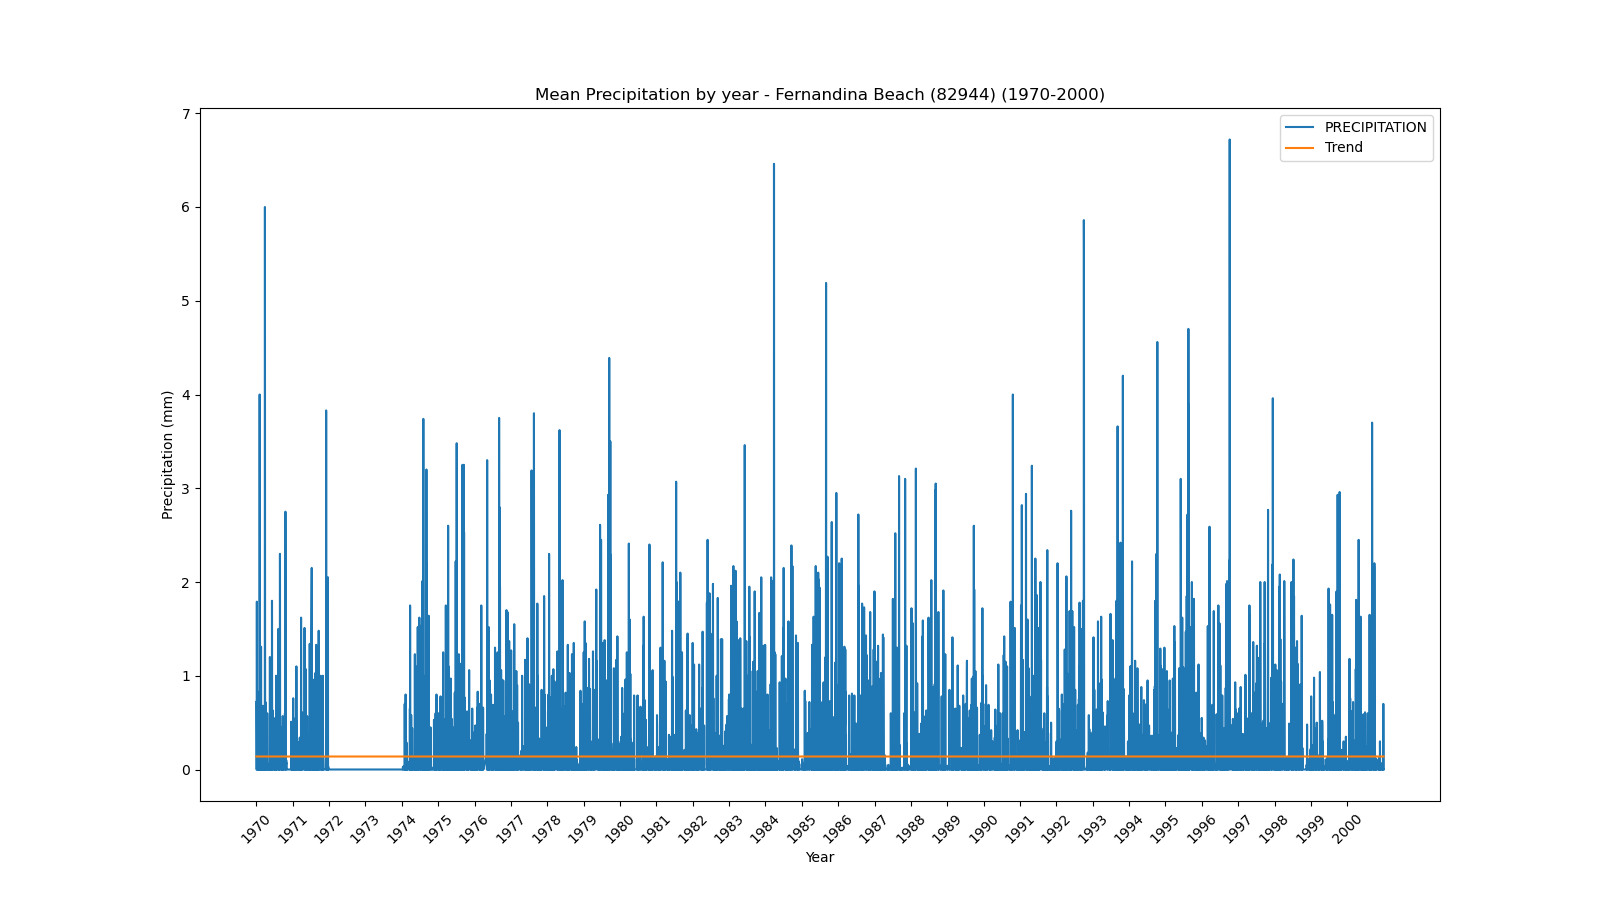 Mean Precipitation by year - Fernandina Beach (82944) (1970-2000)
PRECIPITATION
Trend
7
6
5
4
3
2
1
0
Precipitation (mm)
1970 1971 1972 1973 1974 1975 1976 1977 1978 1979 1980 1981 1982 1983 1984 1985 1986 1987 1988 1989 1990 1991 1992 1993 1994 1995 1996 1997 1998 1999 2000
Year